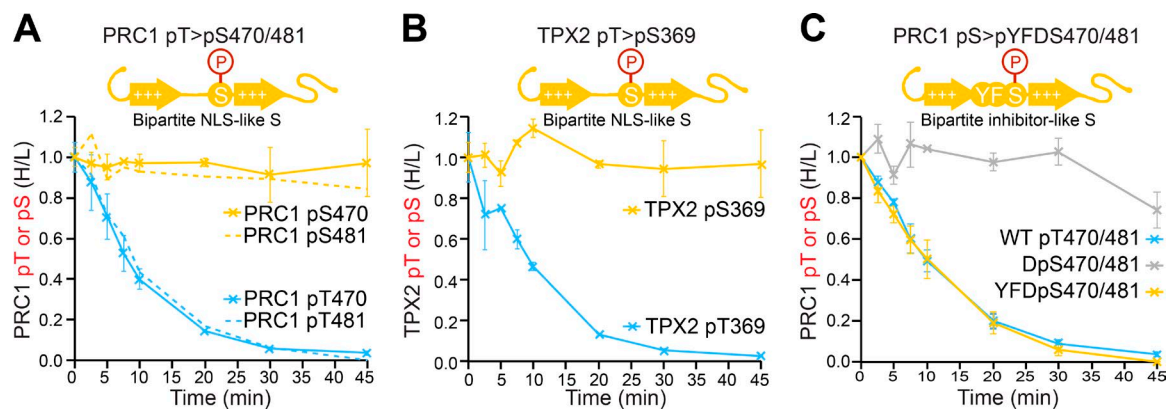 A
PRC1 pT>pS470/481
P
+++ S +++
Bipartite NLS-like S
PRC1 pT or pS (H/L)
1.2
1.0
0.8
0.6
0.4
0.2
0.0
PRC1 pS470
PRC1 pS481
PRC1 pT470
PRC1 pT481
0 5 10 15 20 25 30 35 40 45
Time (min)
B
TPX2 pT>pS369
P
+++ S +++
Bipartite NLS-like S
TPX2 pT or pS (H/L)
1.2
1.0
0.8
0.6
0.4
0.2
0.0
TPX2 pS369
TPX2 pT369
0 5 10 15 20 25 30 35 40 45
Time (min)
C
PRC1 pS>pYFDS470/481
P
+++ YF S +++
Bipartite inhibitor-like S
PRC1 pT or pS (H/L)
1.2
1.0
0.8
0.6
0.4
0.2
0.0
WT pT470/481
DpS470/481
YFDpS470/481
0 5 10 15 20 25 30 35 40 45
Time (min)